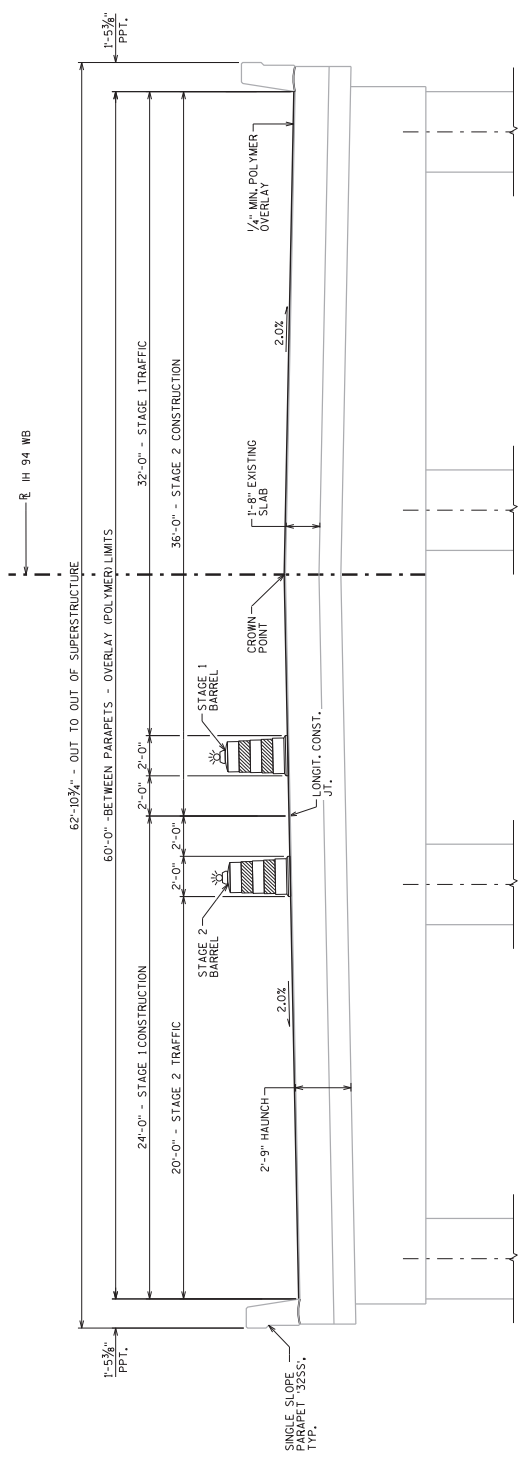 ℞ IH 94 WB
62'-10¾" - OUT TO OUT OF SUPERSTRUCTURE
1'-5⅜"
PPT.
60'-0" -BETWEEN PARAPETS - OVERLAY (POLYMER) LIMITS
1'-5⅜"
PPT.
24'-0" - STAGE 1 CONSTRUCTION
2'-0"
2'-0"
32'-0" - STAGE 1 TRAFFIC
20'-0" - STAGE 2 TRAFFIC
2'-0"
2'-0"
36'-0" - STAGE 2 CONSTRUCTION
STAGE 2
BARREL
STAGE 1
BARREL
CROWN
POINT
1'-8" EXISTING
SLAB
¼" MIN. POLYMER
OVERLAY
2'-9" HAUNCH
2.0%
2.0%
LONGIT. CONST.
JT.
SINGLE SLOPE
PARAPET '32SS'.
TYP.